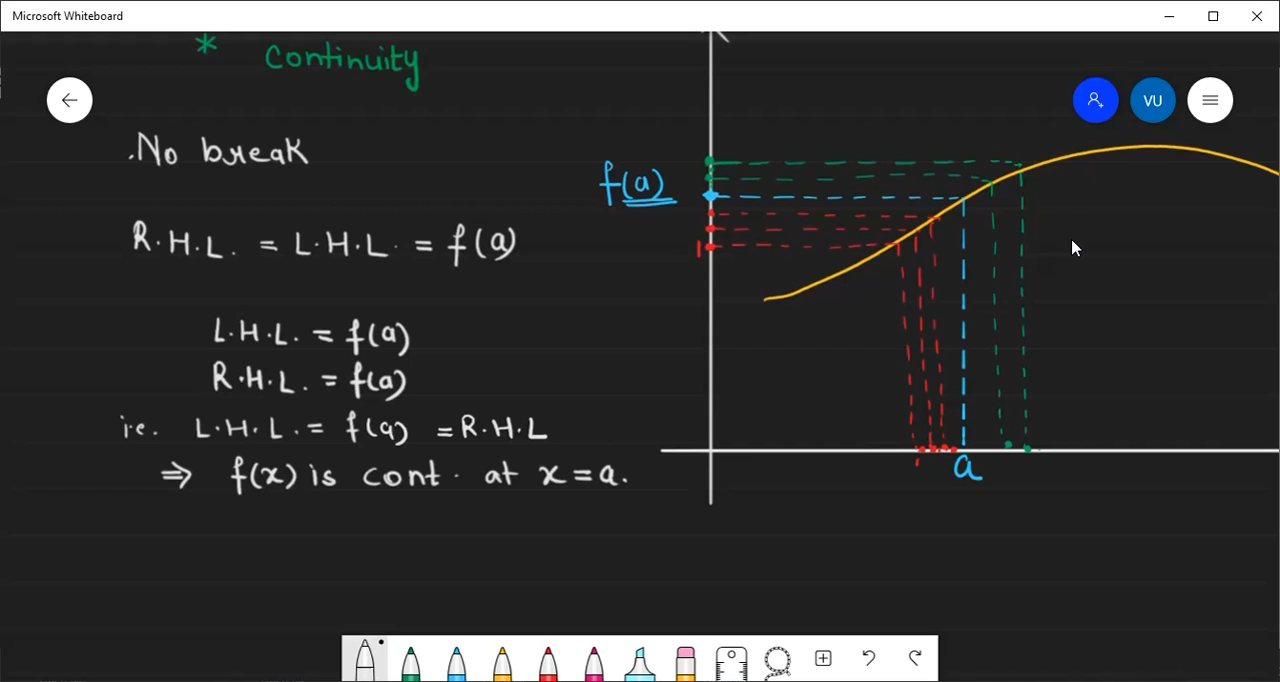 Microsoft Whiteboard
* Continuity
VU
.No break
f(a)
R.H.L. = L.H.L. = f(a)
L.H.L. = f(a)
R.H.L. = f(a)
i.e. L.H.L. = f(a) = R.H.L
⇒ f(x) is cont. at x = a.
a